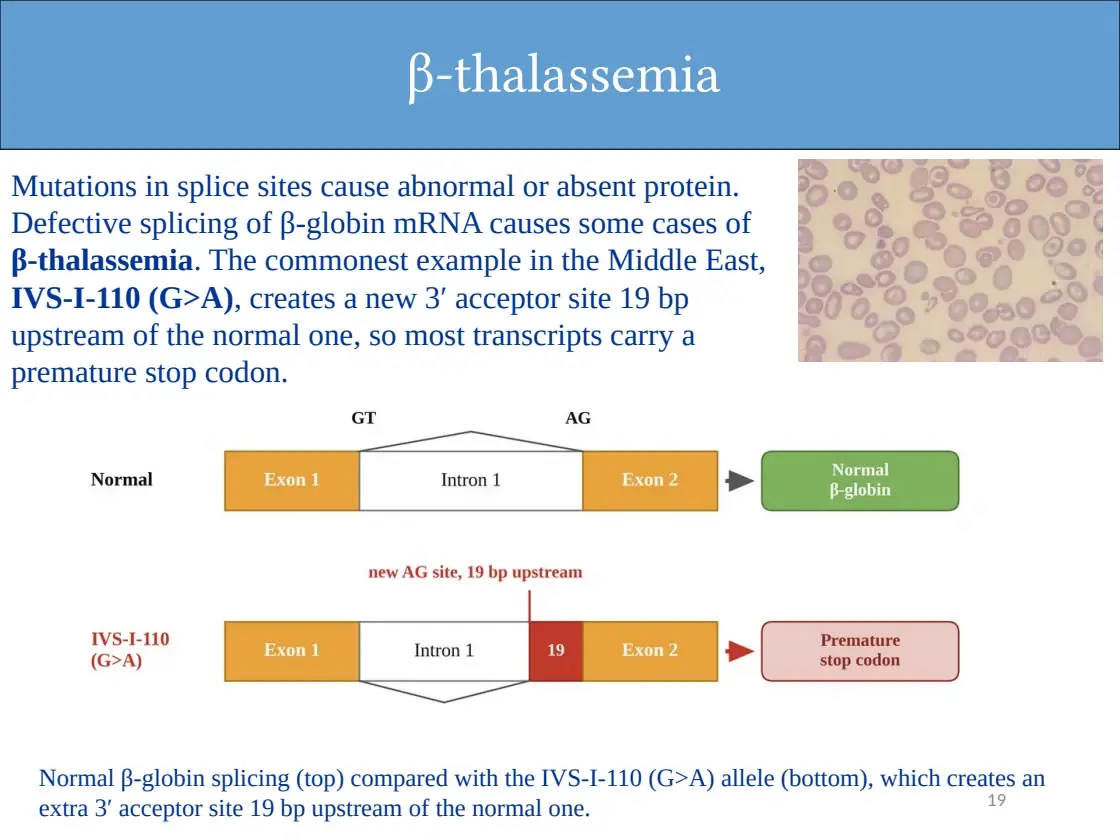 β-thalassemia
Mutations in splice sites cause abnormal or absent protein.
Defective splicing of β-globin mRNA causes some cases of
β-thalassemia. The commonest example in the Middle East,
IVS-I-110 (G>A), creates a new 3′ acceptor site 19 bp
upstream of the normal one, so most transcripts carry a
premature stop codon.
GT
AG
Normal
Exon 1
Intron 1
Exon 2
Normal
β-globin
new AG site, 19 bp upstream
IVS-I-110
(G>A)
Exon 1
Intron 1
19
Exon 2
Premature
stop codon
Normal β-globin splicing (top) compared with the IVS-I-110 (G>A) allele (bottom), which creates an
extra 3′ acceptor site 19 bp upstream of the normal one.
19